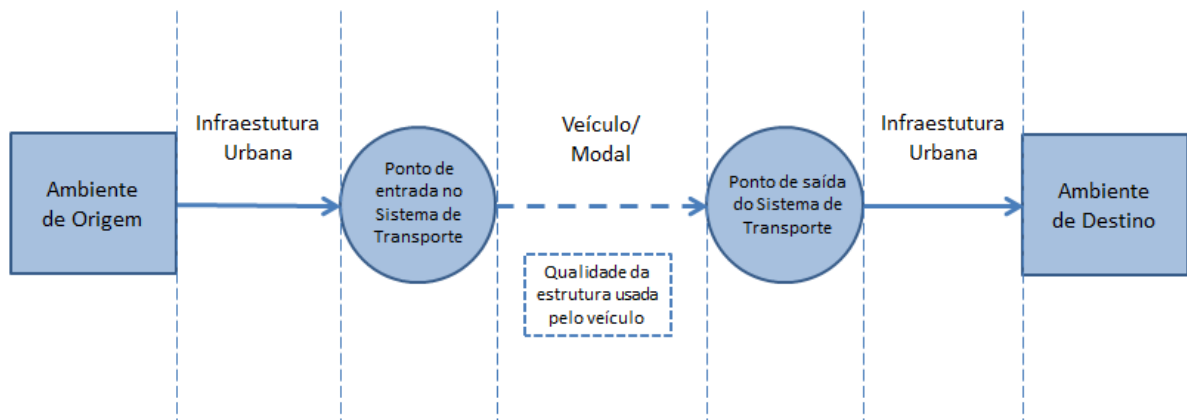 Ambiente
de Origem
Infraestutura
Urbana
Ponto de
entrada no
Sistema de
Transporte
Veículo/
Modal
Qualidade da
estrutura usada
pelo veículo
Ponto de saída
do Sistema de
Transporte
Infraestutura
Urbana
Ambiente
de Destino